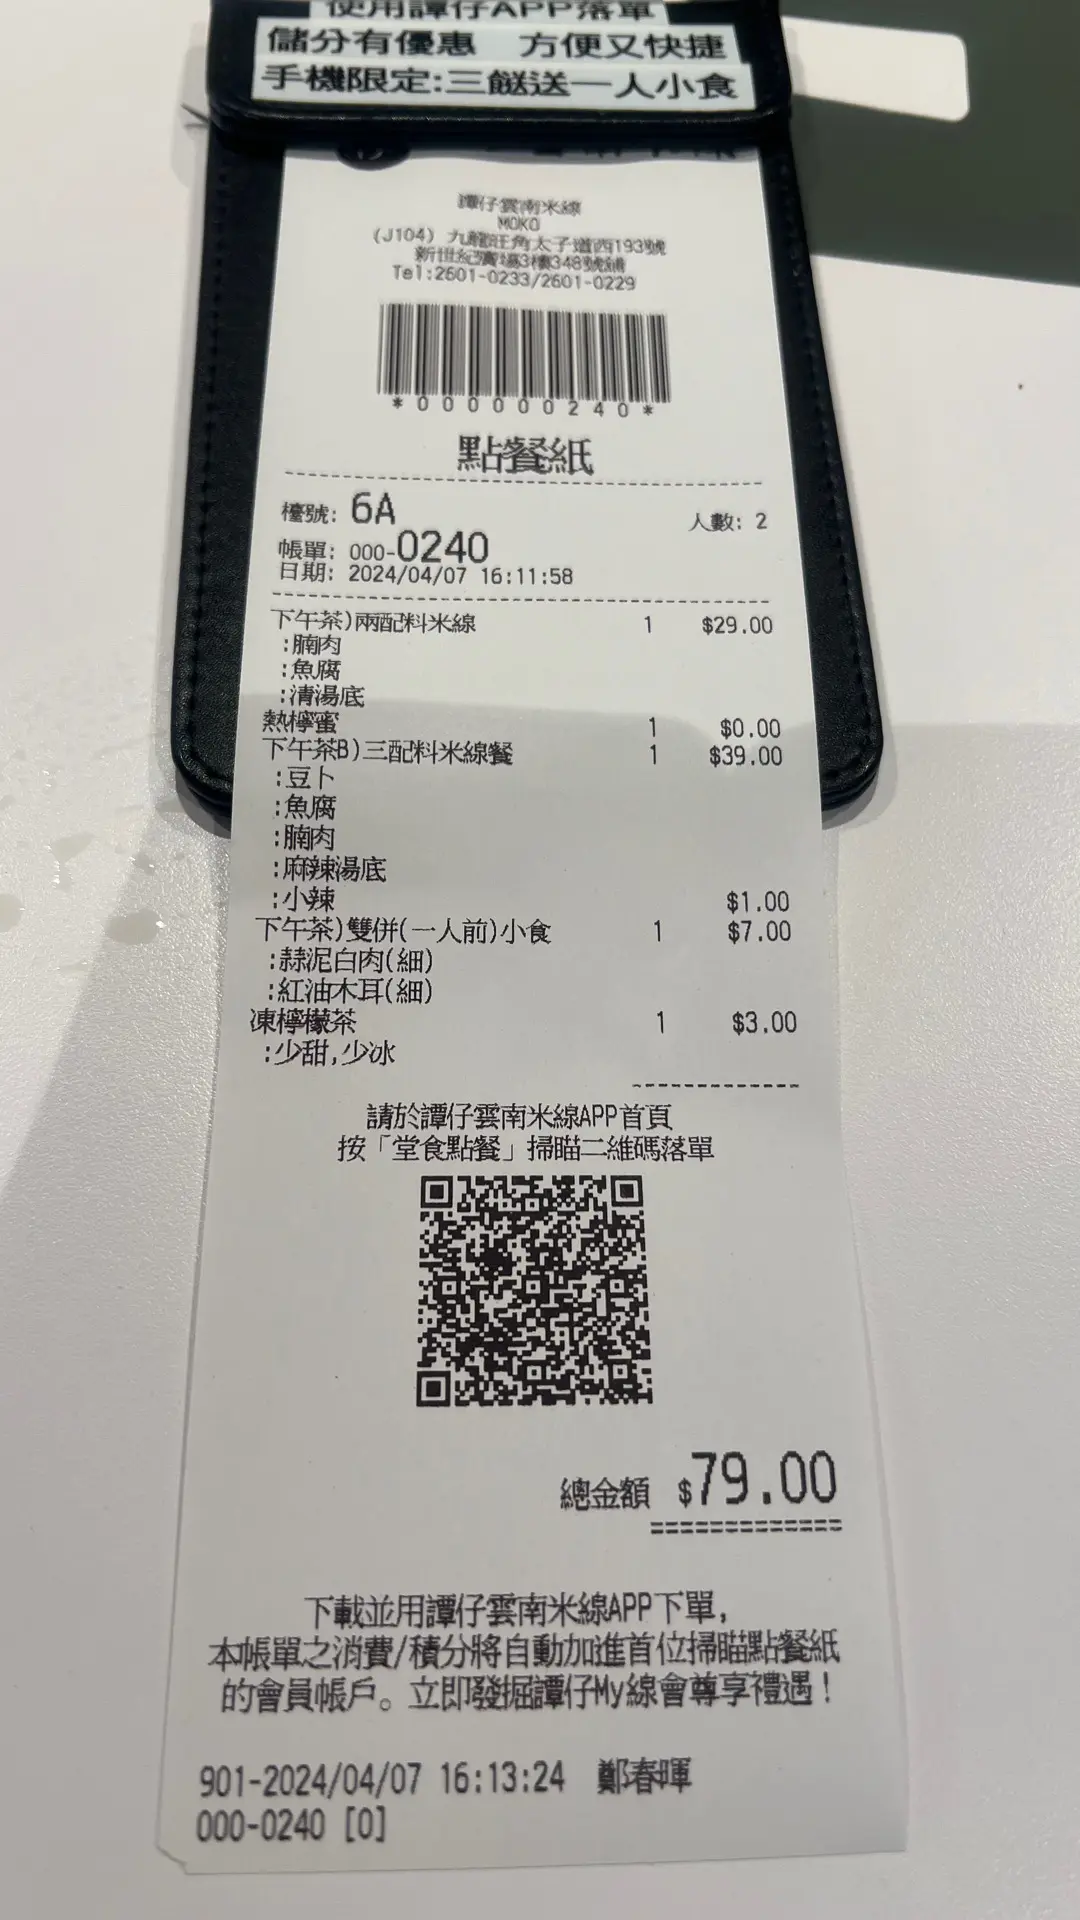 使用譚仔APP落單
儲分有優惠 方便又快捷
手機限定:三餸送一人小食
譚仔雲南米線
MOKO
(J104) 九龍旺角太子道西193號
新世紀廣場3樓348號舖
Tel:2601-0233/2601-0229
*000000240*
點餐紙
檯號: 6A 人數: 2
帳單: 000-0240
日期: 2024/04/07 16:11:58
下午茶)兩配料米線 1 $29.00
:腩肉
:魚腐
:清湯底
熱檸蜜 1 $0.00
下午茶B)三配料米線餐 1 $39.00
:豆卜
:魚腐
:腩肉
:麻辣湯底
:小辣 $1.00
下午茶)雙併(一人前)小食 1 $7.00
:蒜泥白肉(細)
:紅油木耳(細)
凍檸檬茶 1 $3.00
:少甜,少冰
請於譚仔雲南米線APP首頁
按「堂食點餐」掃瞄二維碼落單
總金額 $79.00
=============
下載並用譚仔雲南米線APP下單,
本帳單之消費/積分將自動加進首位掃瞄點餐紙
的會員帳戶。立即發掘譚仔My線會尊享禮遇!
901-2024/04/07 16:13:24 鄭春暉
000-0240 [0]